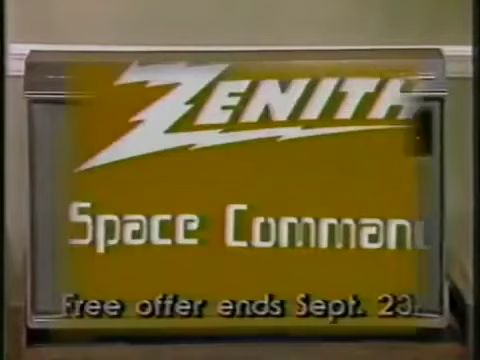 ZENITH
Space Command
Free offer ends Sept. 23.